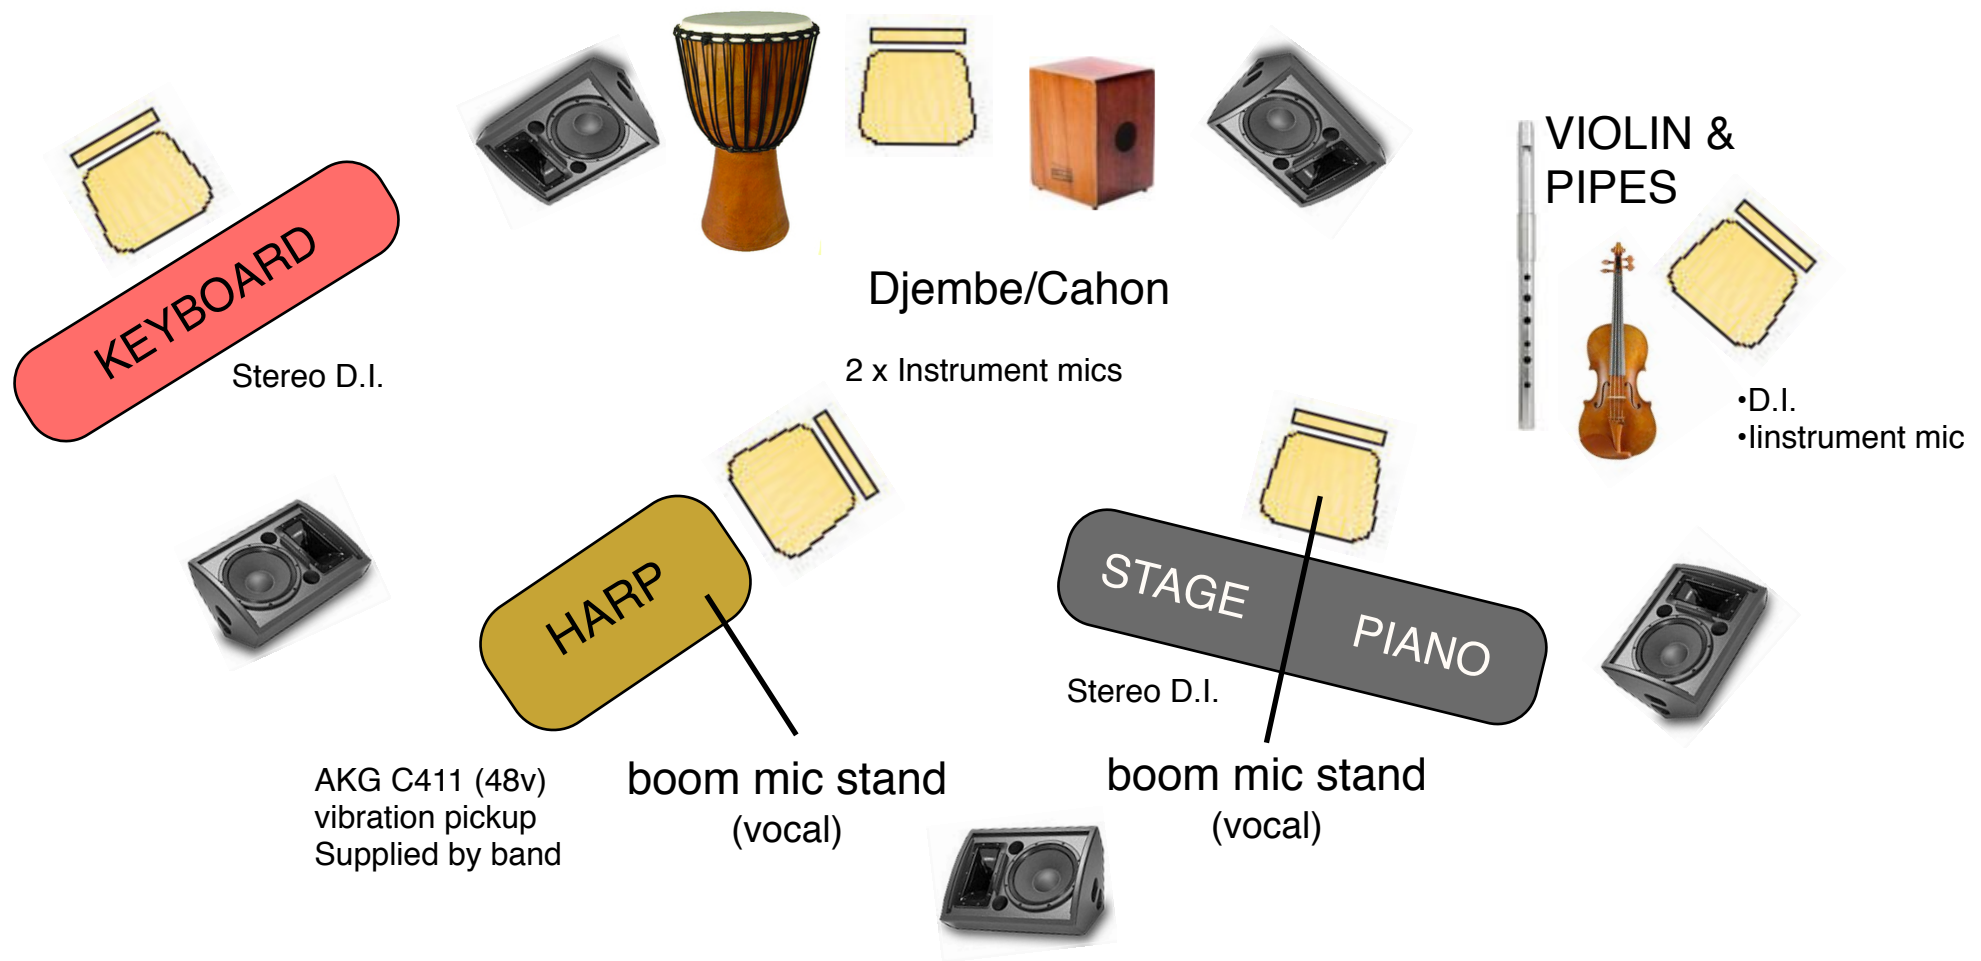 VIOLIN &
PIPES
KEYBOARD
Djembe/Cahon
Stereo D.I.
2 x Instrument mics
•D.I.
•Iinstrument mic
HARP
STAGE PIANO
Stereo D.I.
AKG C411 (48v)
vibration pickup
Supplied by band
boom mic stand
(vocal)
boom mic stand
(vocal)